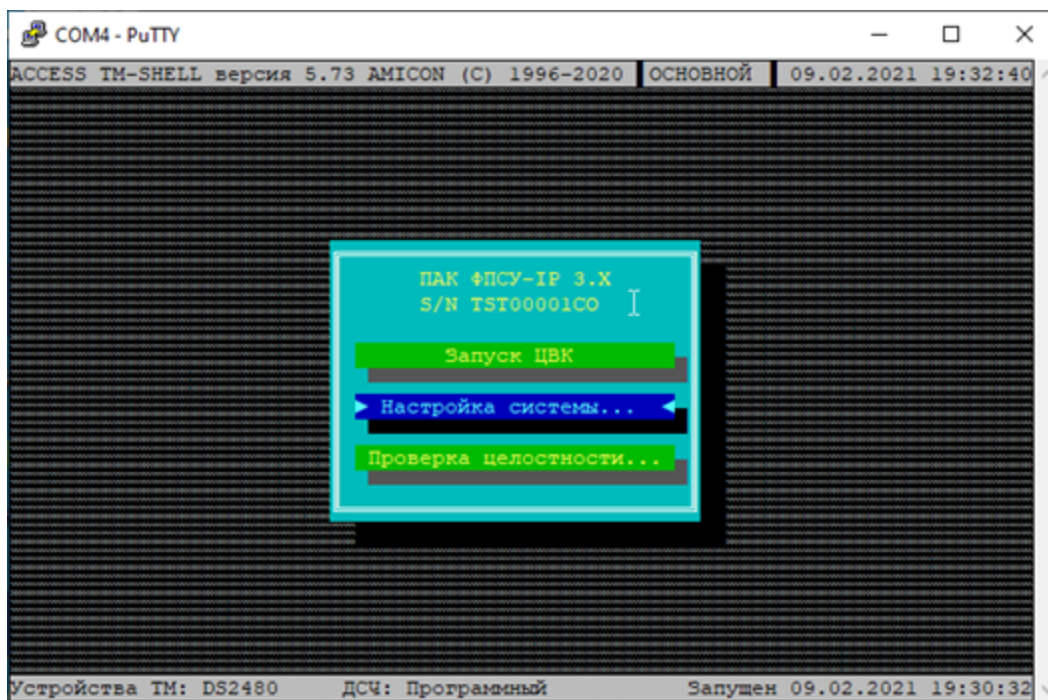 COM4 - PuTTY
ACCESS TM-SHELL версия 5.73 AMICON (C) 1996-2020 ОСНОВНОЙ 09.02.2021 19:32:40
ПАК ФПСУ-IP 3.X
S/N TST00001CO
Запуск ЦВК
Настройка системы...
Проверка целостности...
Устройства ТМ: DS2480 ДСЧ: Программный Запущен 09.02.2021 19:30:32